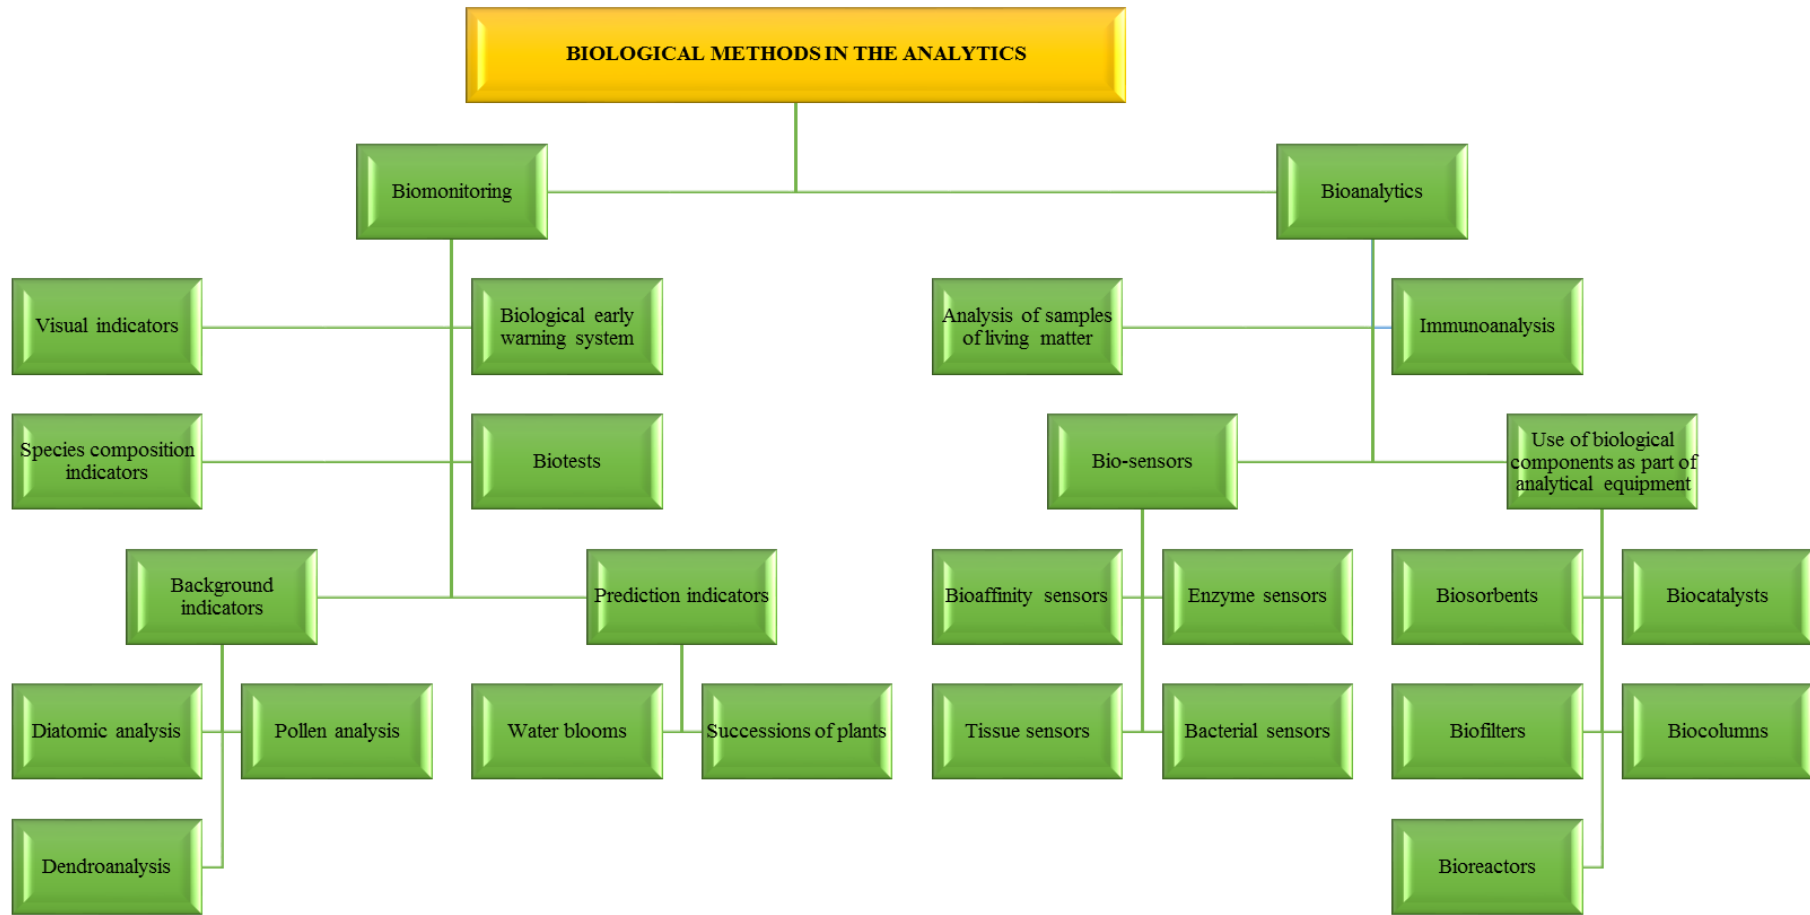 BIOLOGICAL METHODS IN THE ANALYTICS
Biomonitoring
Bioanalytics
Visual indicators
Biological early
warning system
Analysis of samples
of living matter
Immunoanalysis
Species composition
indicators
Biotests
Bio-sensors
Use of biological
components as part of
analytical equipment
Background
indicators
Prediction indicators
Bioaffinity sensors
Enzyme sensors
Biosorbents
Biocatalysts
Diatomic analysis
Pollen analysis
Water blooms
Successions of plants
Tissue sensors
Bacterial sensors
Biofilters
Biocolumns
Dendroanalysis
Bioreactors